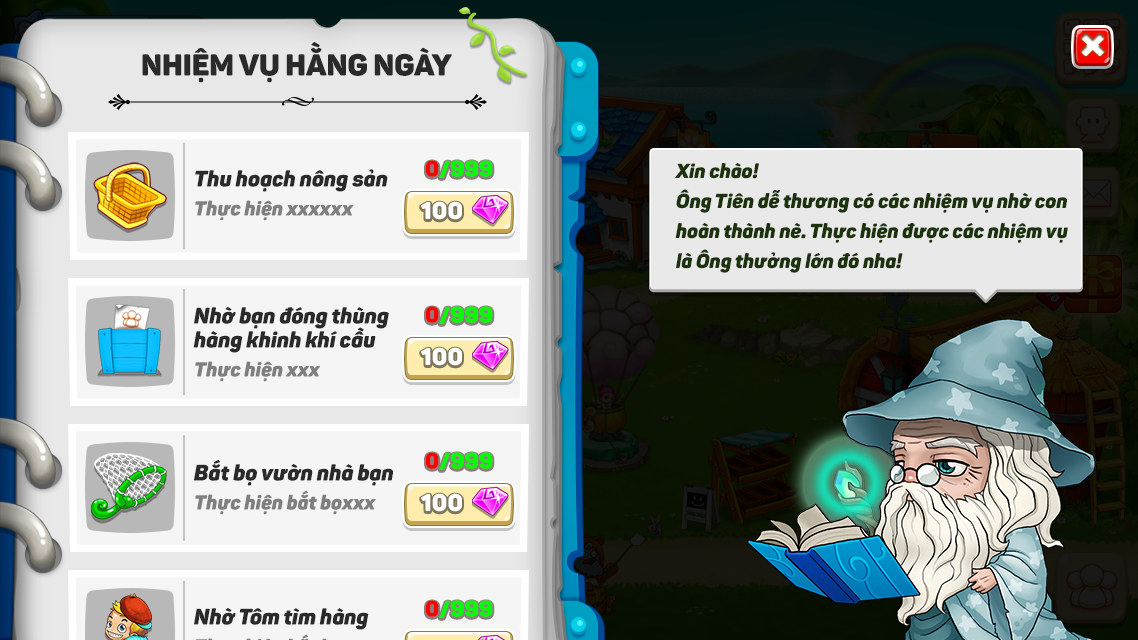 NHIỆM VỤ HẰNG NGÀY
Thu hoạch nông sản
Thực hiện xxxxxx
0/999
100
Nhờ bạn đóng thùng
hàng khinh khí cầu
Thực hiện xxx
0/999
100
Bắt bọ vườn nhà bạn
Thực hiện bắt bọxxx
0/999
100
Nhờ Tôm tìm hàng
0/999
Xin chào!
Ông Tiên dễ thương có các nhiệm vụ nhờ con
hoàn thành nè. Thực hiện được các nhiệm vụ
là Ông thưởng lớn đó nha!